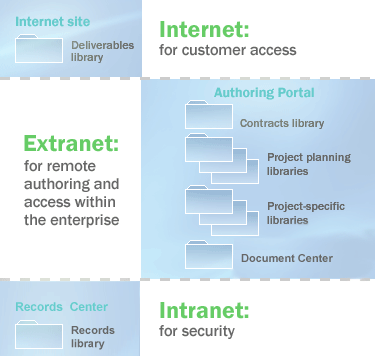 Internet site
Deliverables
library
Internet:
for customer access
Extranet:
for remote
authoring and
access within
the enterprise
Authoring Portal
Contracts library
Project planning
libraries
Project-specific
libraries
Document Center
Records Center
Records
library
Intranet:
for security